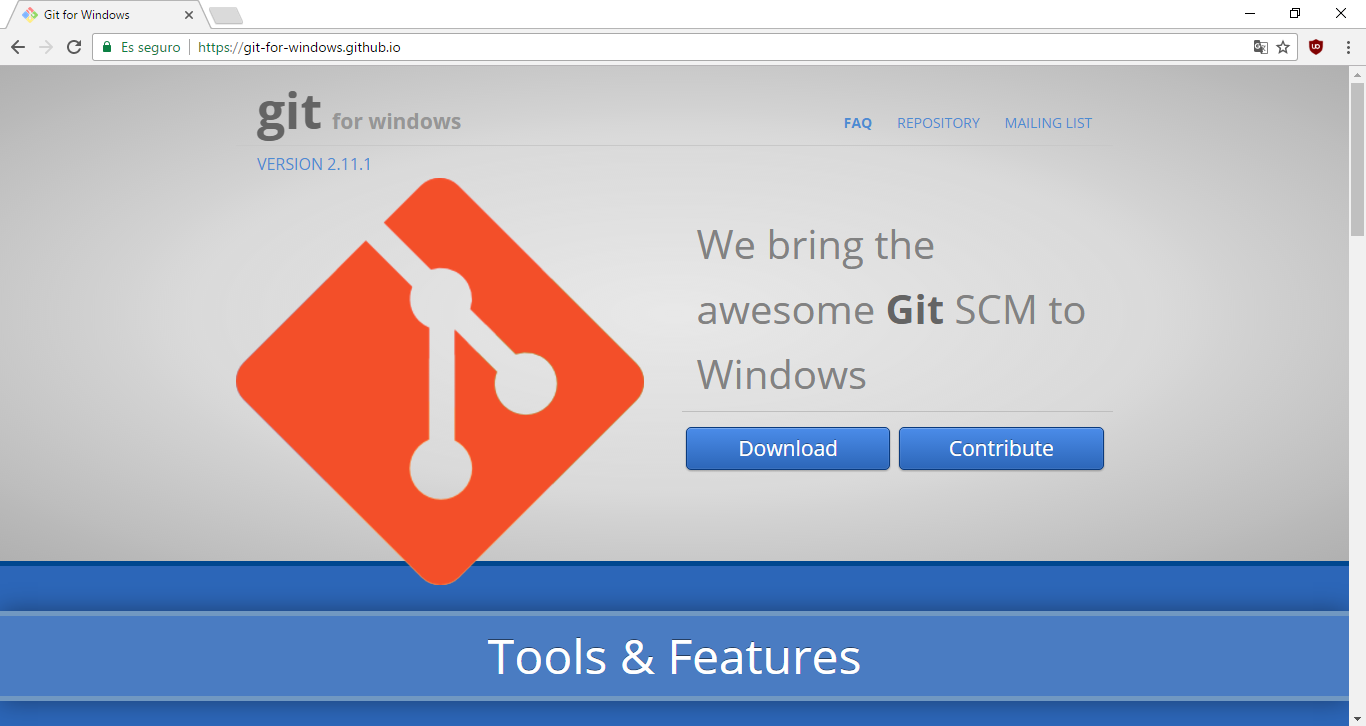 Git for Windows
Es seguro
https://git-for-windows.github.io
git for windows
FAQ REPOSITORY MAILING LIST
VERSION 2.11.1
We bring the
awesome Git SCM to
Windows
Download Contribute
Tools & Features